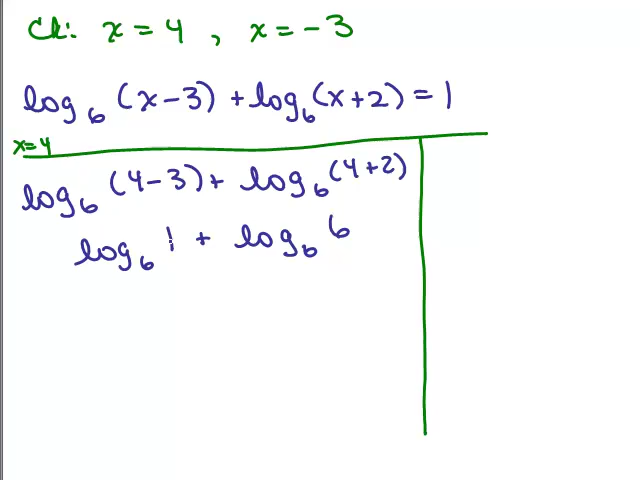 Ck: x = 4 , x = -3
log₆ (x-3) + log₆ (x+2) = 1
x=4
log₆ (4-3) + log₆ (4+2)
log₆ 1 + log₆ 6